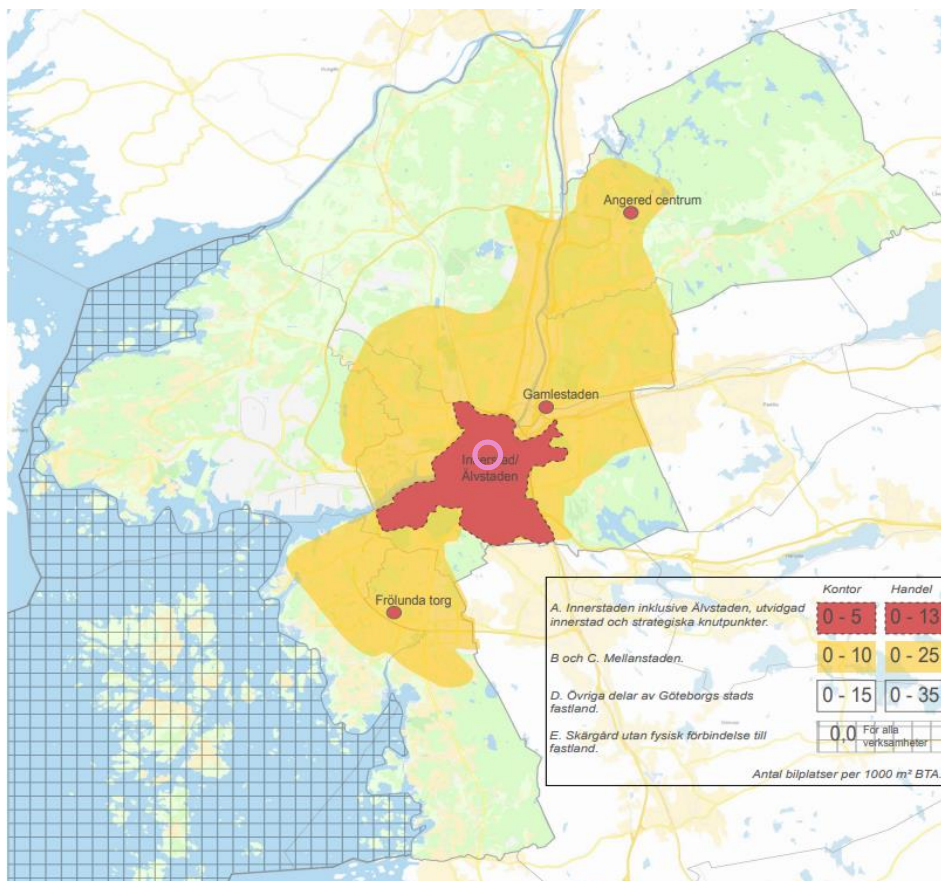 Angered centrum
Gamlestaden
Innerstad/
Älvstaden
Frölunda torg
Kontor Handel
A. Innerstaden inklusive Älvstaden, utvidgad
innerstad och strategiska knutpunkter.
0 - 5 0 - 13
B och C. Mellanstaden.
0 - 10 0 - 25
D. Övriga delar av Göteborgs stads
fastland.
0 - 15 0 - 35
E. Skärgård utan fysisk förbindelse till
fastland.
0,0 För alla
verksamheter
Antal bilplatser per 1000 m² BTA.